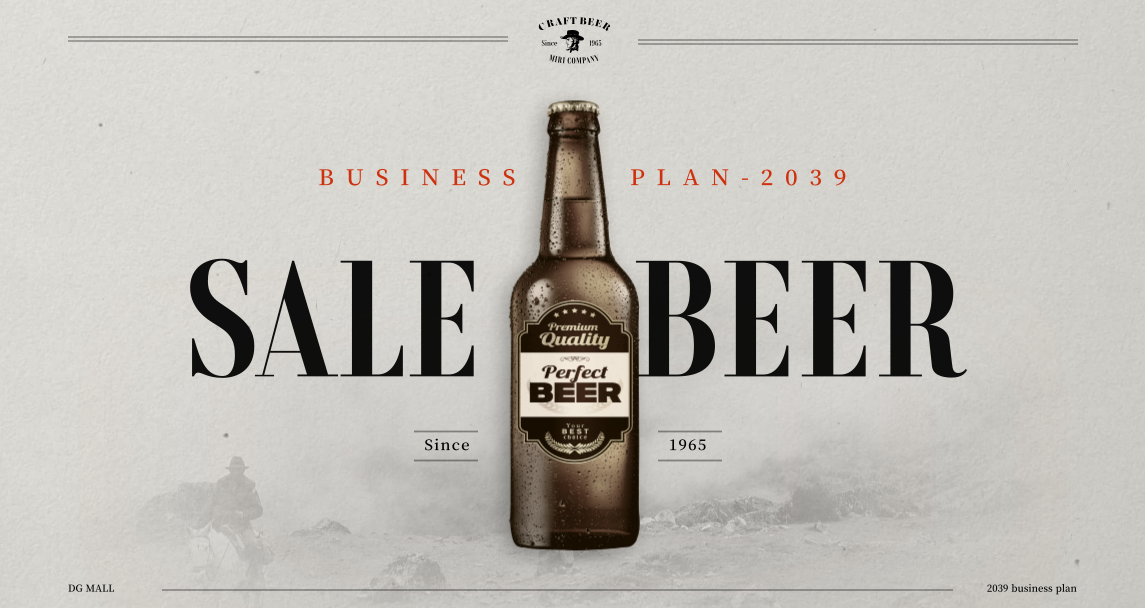 CRAFT BEER
Since 1965
MIRI COMPANY
BUSINESS PLAN-2039
SALE BEER
Premium
Quality
Perfect
BEER
Your
BEST
choice
Since 1965
DG MALL 2039 business plan